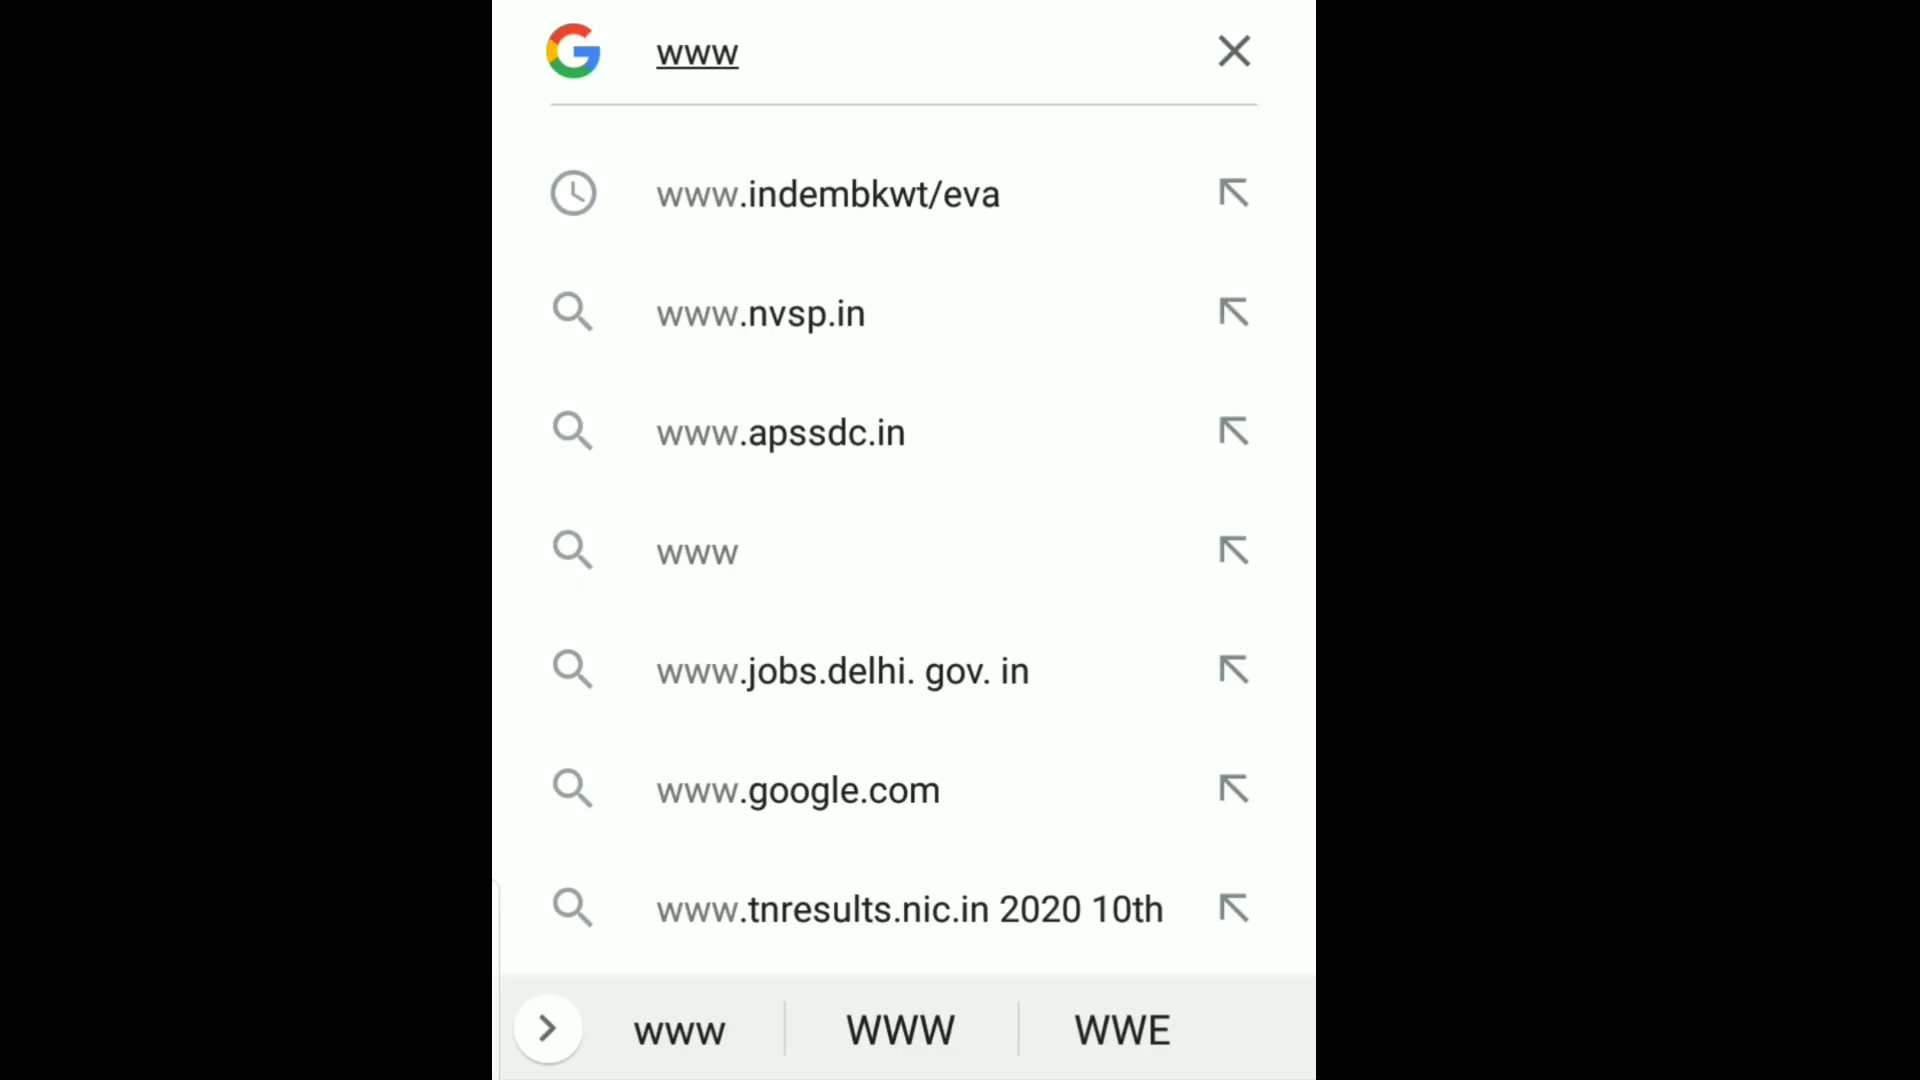 www
www.indembkwt/eva
www.nvsp.in
www.apssdc.in
www
www.jobs.delhi. gov. in
www.google.com
www.tnresults.nic.in 2020 10th
www WWW WWE